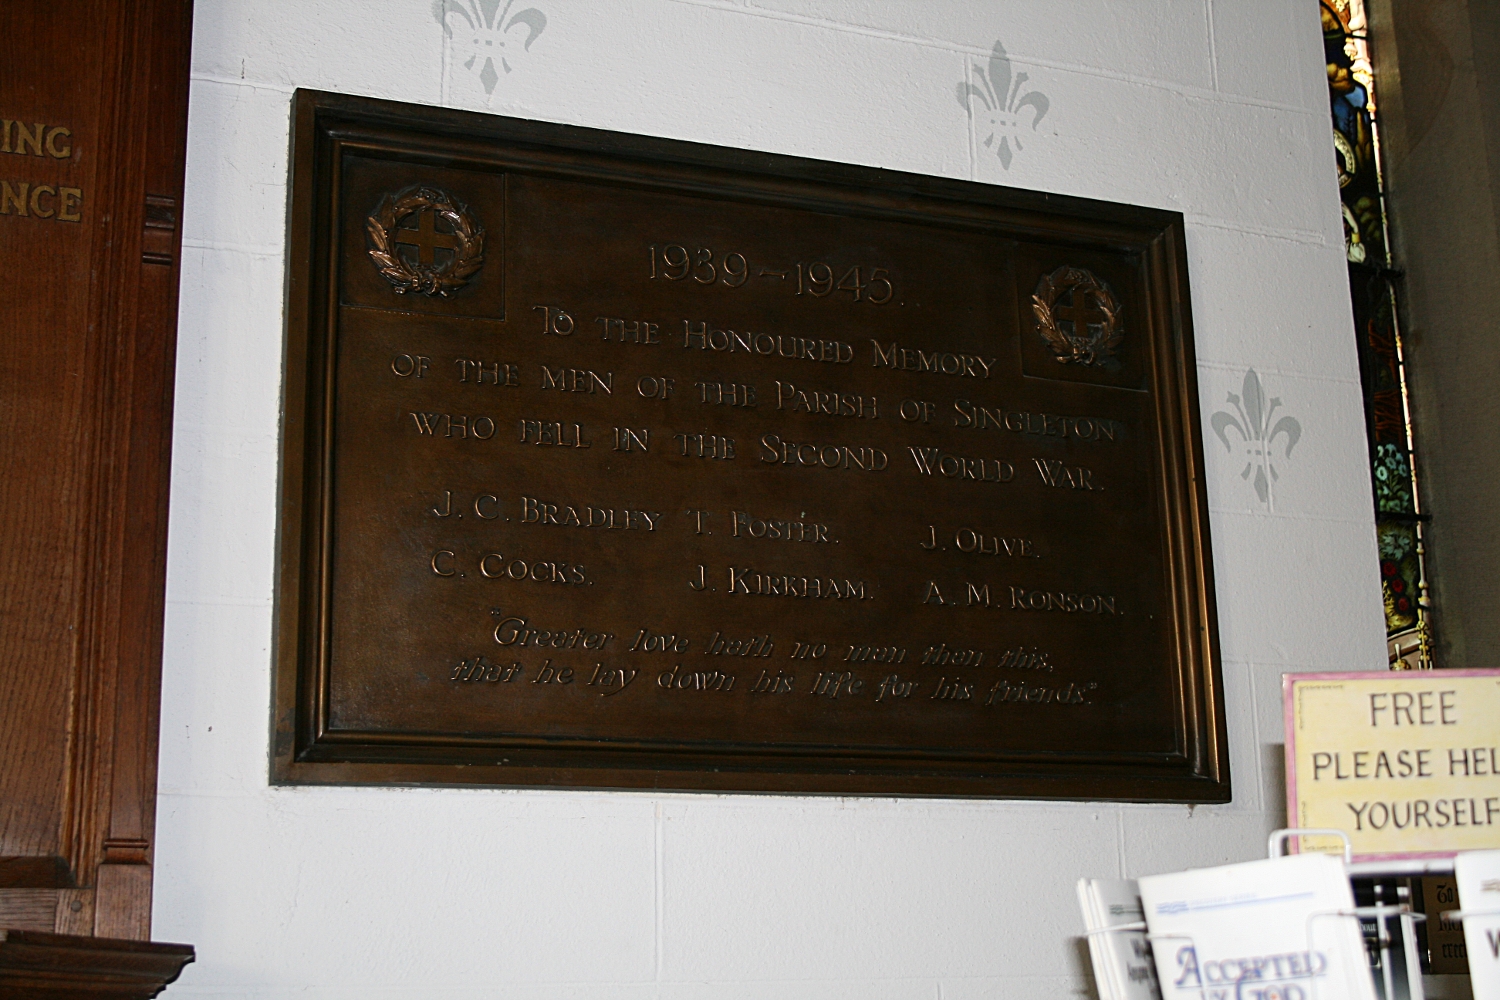 ING
NCE
1939-1945.
TO THE HONOURED MEMORY
OF THE MEN OF THE PARISH OF SINGLETON
WHO FELL IN THE SECOND WORLD WAR.
J. C. BRADLEY T. FOSTER. J. OLIVE.
C. COCKS. J. KIRKHAM. A. M. RONSON.
"Greater love hath no man than this,
that he lay down his life for his friends."
FREE
PLEASE HEL
YOURSELF
ACCEPTED
BY GOD